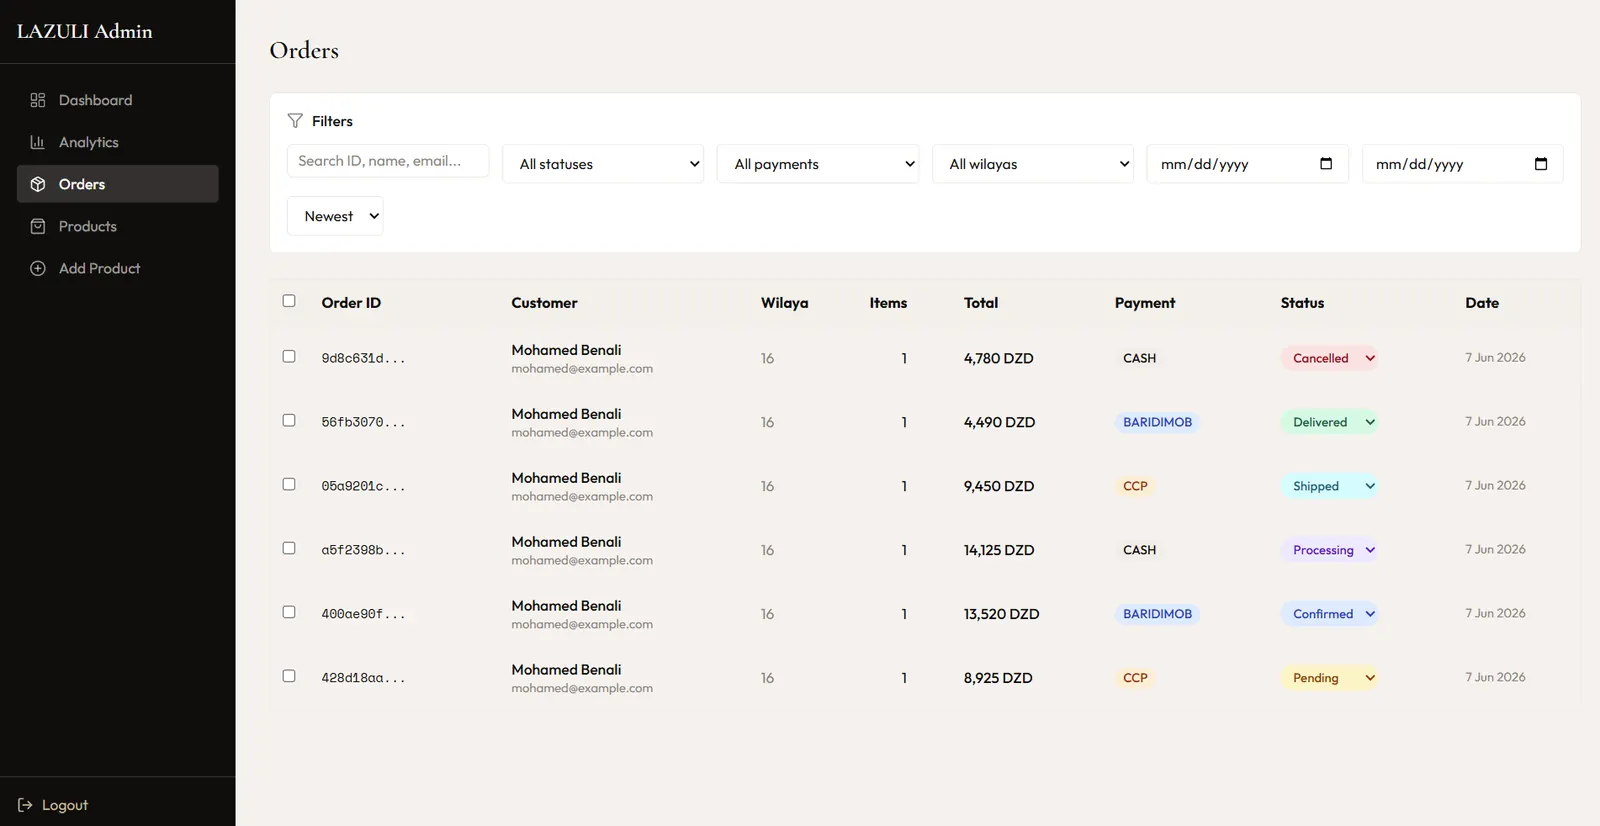 LAZULI Admin
Dashboard
Analytics
Orders
Products
Add Product
Logout
Orders
Filters
Search ID, name, email...
All statuses
All payments
All wilayas
mm/dd/yyyy
mm/dd/yyyy
Newest
Order ID Customer Wilaya Items Total Payment Status Date
9d8c631d... Mohamed Benali 16 1 4,780 DZD CASH Cancelled 7 Jun 2026
mohamed@example.com
56fb3070... Mohamed Benali 16 1 4,490 DZD BARIDIMOB Delivered 7 Jun 2026
mohamed@example.com
05a9201c... Mohamed Benali 16 1 9,450 DZD CCP Shipped 7 Jun 2026
mohamed@example.com
a5f2398b... Mohamed Benali 16 1 14,125 DZD CASH Processing 7 Jun 2026
mohamed@example.com
400ae90f... Mohamed Benali 16 1 13,520 DZD BARIDIMOB Confirmed 7 Jun 2026
mohamed@example.com
428d18aa... Mohamed Benali 16 1 8,925 DZD CCP Pending 7 Jun 2026
mohamed@example.com